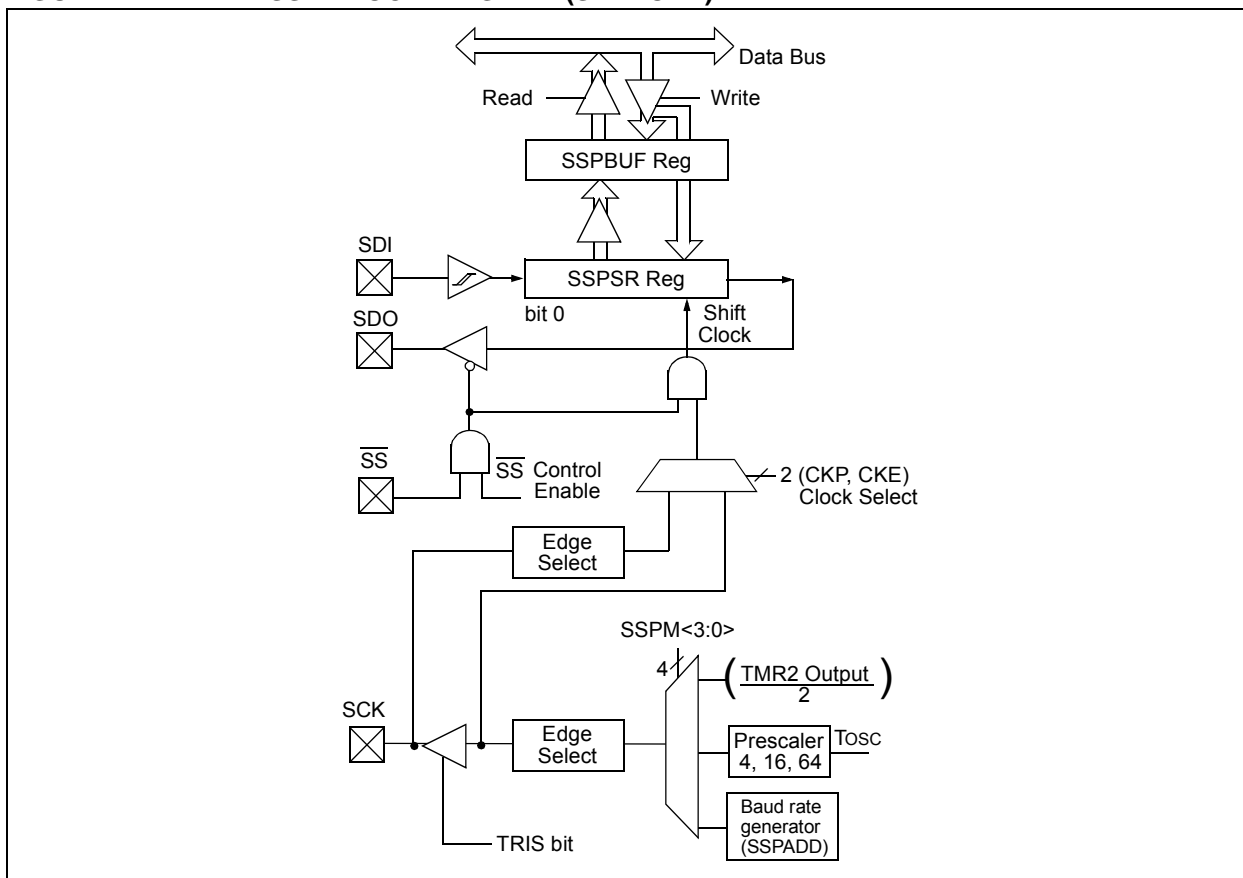 Data Bus
Read
Write
SSPBUF Reg
SDI
SSPSR Reg
bit 0
Shift
Clock
SDO
SS
SS Control
Enable
2 (CKP, CKE)
Clock Select
Edge
Select
SSPM<3:0>
4
(TMR2 Output
2)
SCK
Edge
Select
Prescaler
4, 16, 64
TOSC
Baud rate
generator
(SSPADD)
TRIS bit